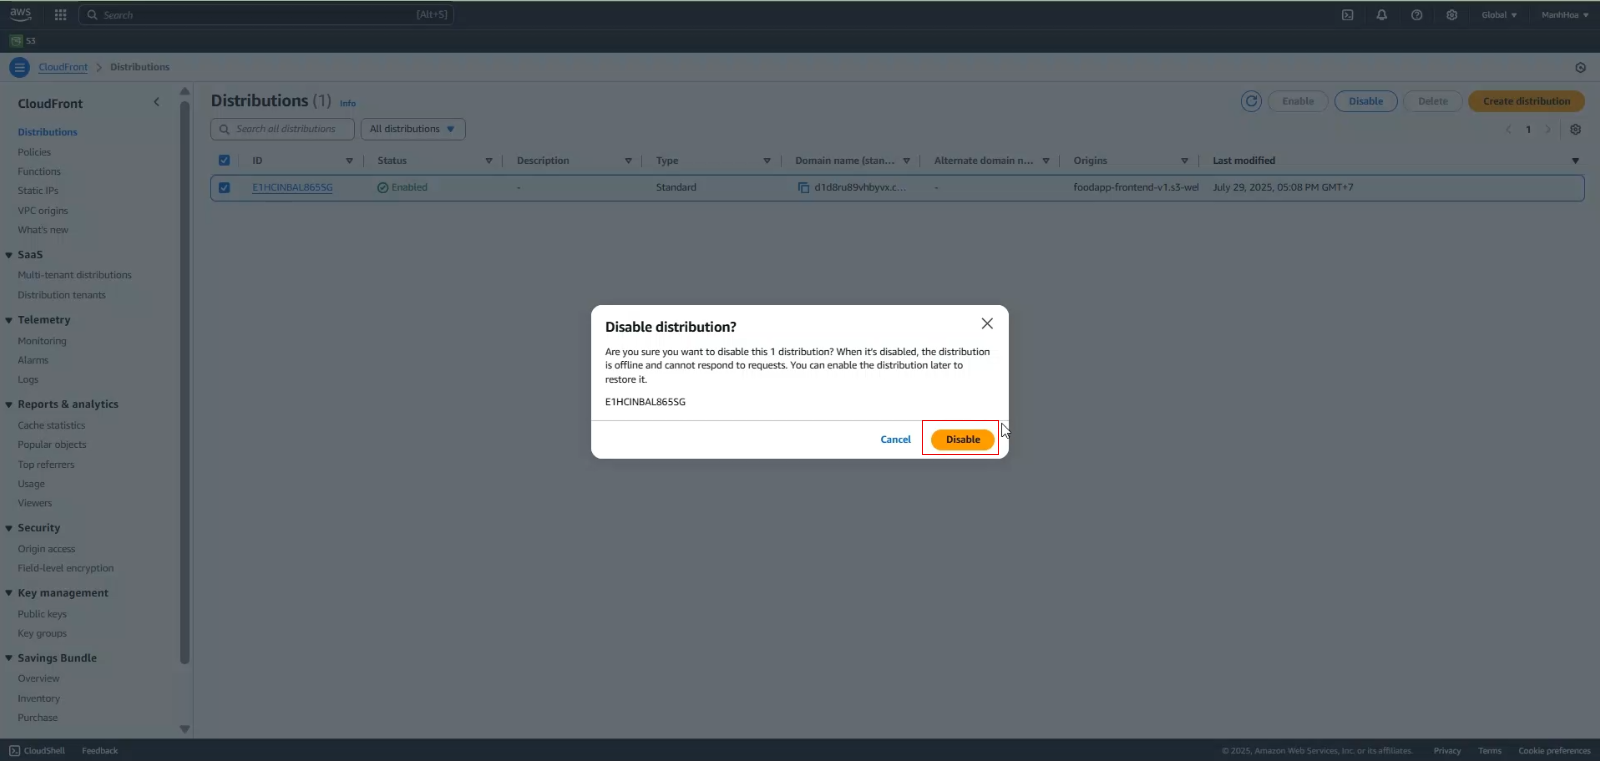 aws
Search
[Alt+S]
Global
ManhHoa
S3
CloudFront > Distributions
CloudFront
Distributions
Policies
Functions
Static IPs
VPC origins
What's new
SaaS
Multi-tenant distributions
Distribution tenants
Telemetry
Monitoring
Alarms
Logs
Reports & analytics
Cache statistics
Popular objects
Top referrers
Usage
Viewers
Security
Origin access
Field-level encryption
Key management
Public keys
Key groups
Savings Bundle
Overview
Inventory
Purchase
Distributions (1) Info
Enable
Disable
Delete
Create distribution
Search all distributions
All distributions
1
ID Status Description Type Domain name (stan... Alternate domain n... Origins Last modified
E1HCINBAL865SG Enabled - Standard d1d8ru89vhbyvx.c... - foodapp-frontend-v1.s3-wel July 29, 2025, 05:08 PM GMT+7
Disable distribution?
Are you sure you want to disable this 1 distribution? When it's disabled, the distribution
is offline and cannot respond to requests. You can enable the distribution later to
restore it.
E1HCINBAL865SG
Cancel
Disable
CloudShell Feedback
© 2025, Amazon Web Services, Inc. or its affiliates. Privacy Terms Cookie preferences